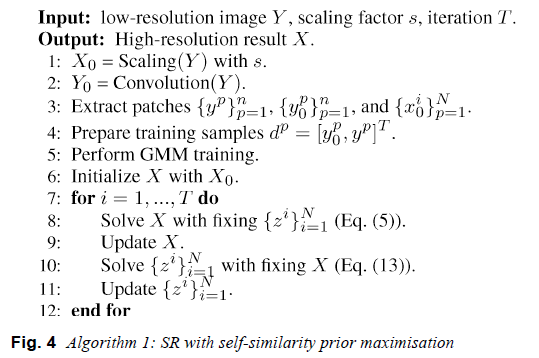 Input: low-resolution image Y, scaling factor s, iteration T.
Output: High-resolution result X.
1: X_0 = Scaling(Y) with s.
2: Y_0 = Convolution(Y).
3: Extract patches {y^p}_{p=1}^n, {y_0^p}_{p=1}^n, and {x_0^i}_{p=1}^N.
4: Prepare training samples d^p = [y_0^p, y^p]^T.
5: Perform GMM training.
6: Initialize X with X_0.
7: for i = 1, ..., T do
8: Solve X with fixing {z^i}_{i=1}^N (Eq. (5)).
9: Update X.
10: Solve {z^i}_{i=1}^N with fixing X (Eq. (13)).
11: Update {z^i}_{i=1}^N.
12: end for
Fig. 4 Algorithm 1: SR with self-similarity prior maximisation